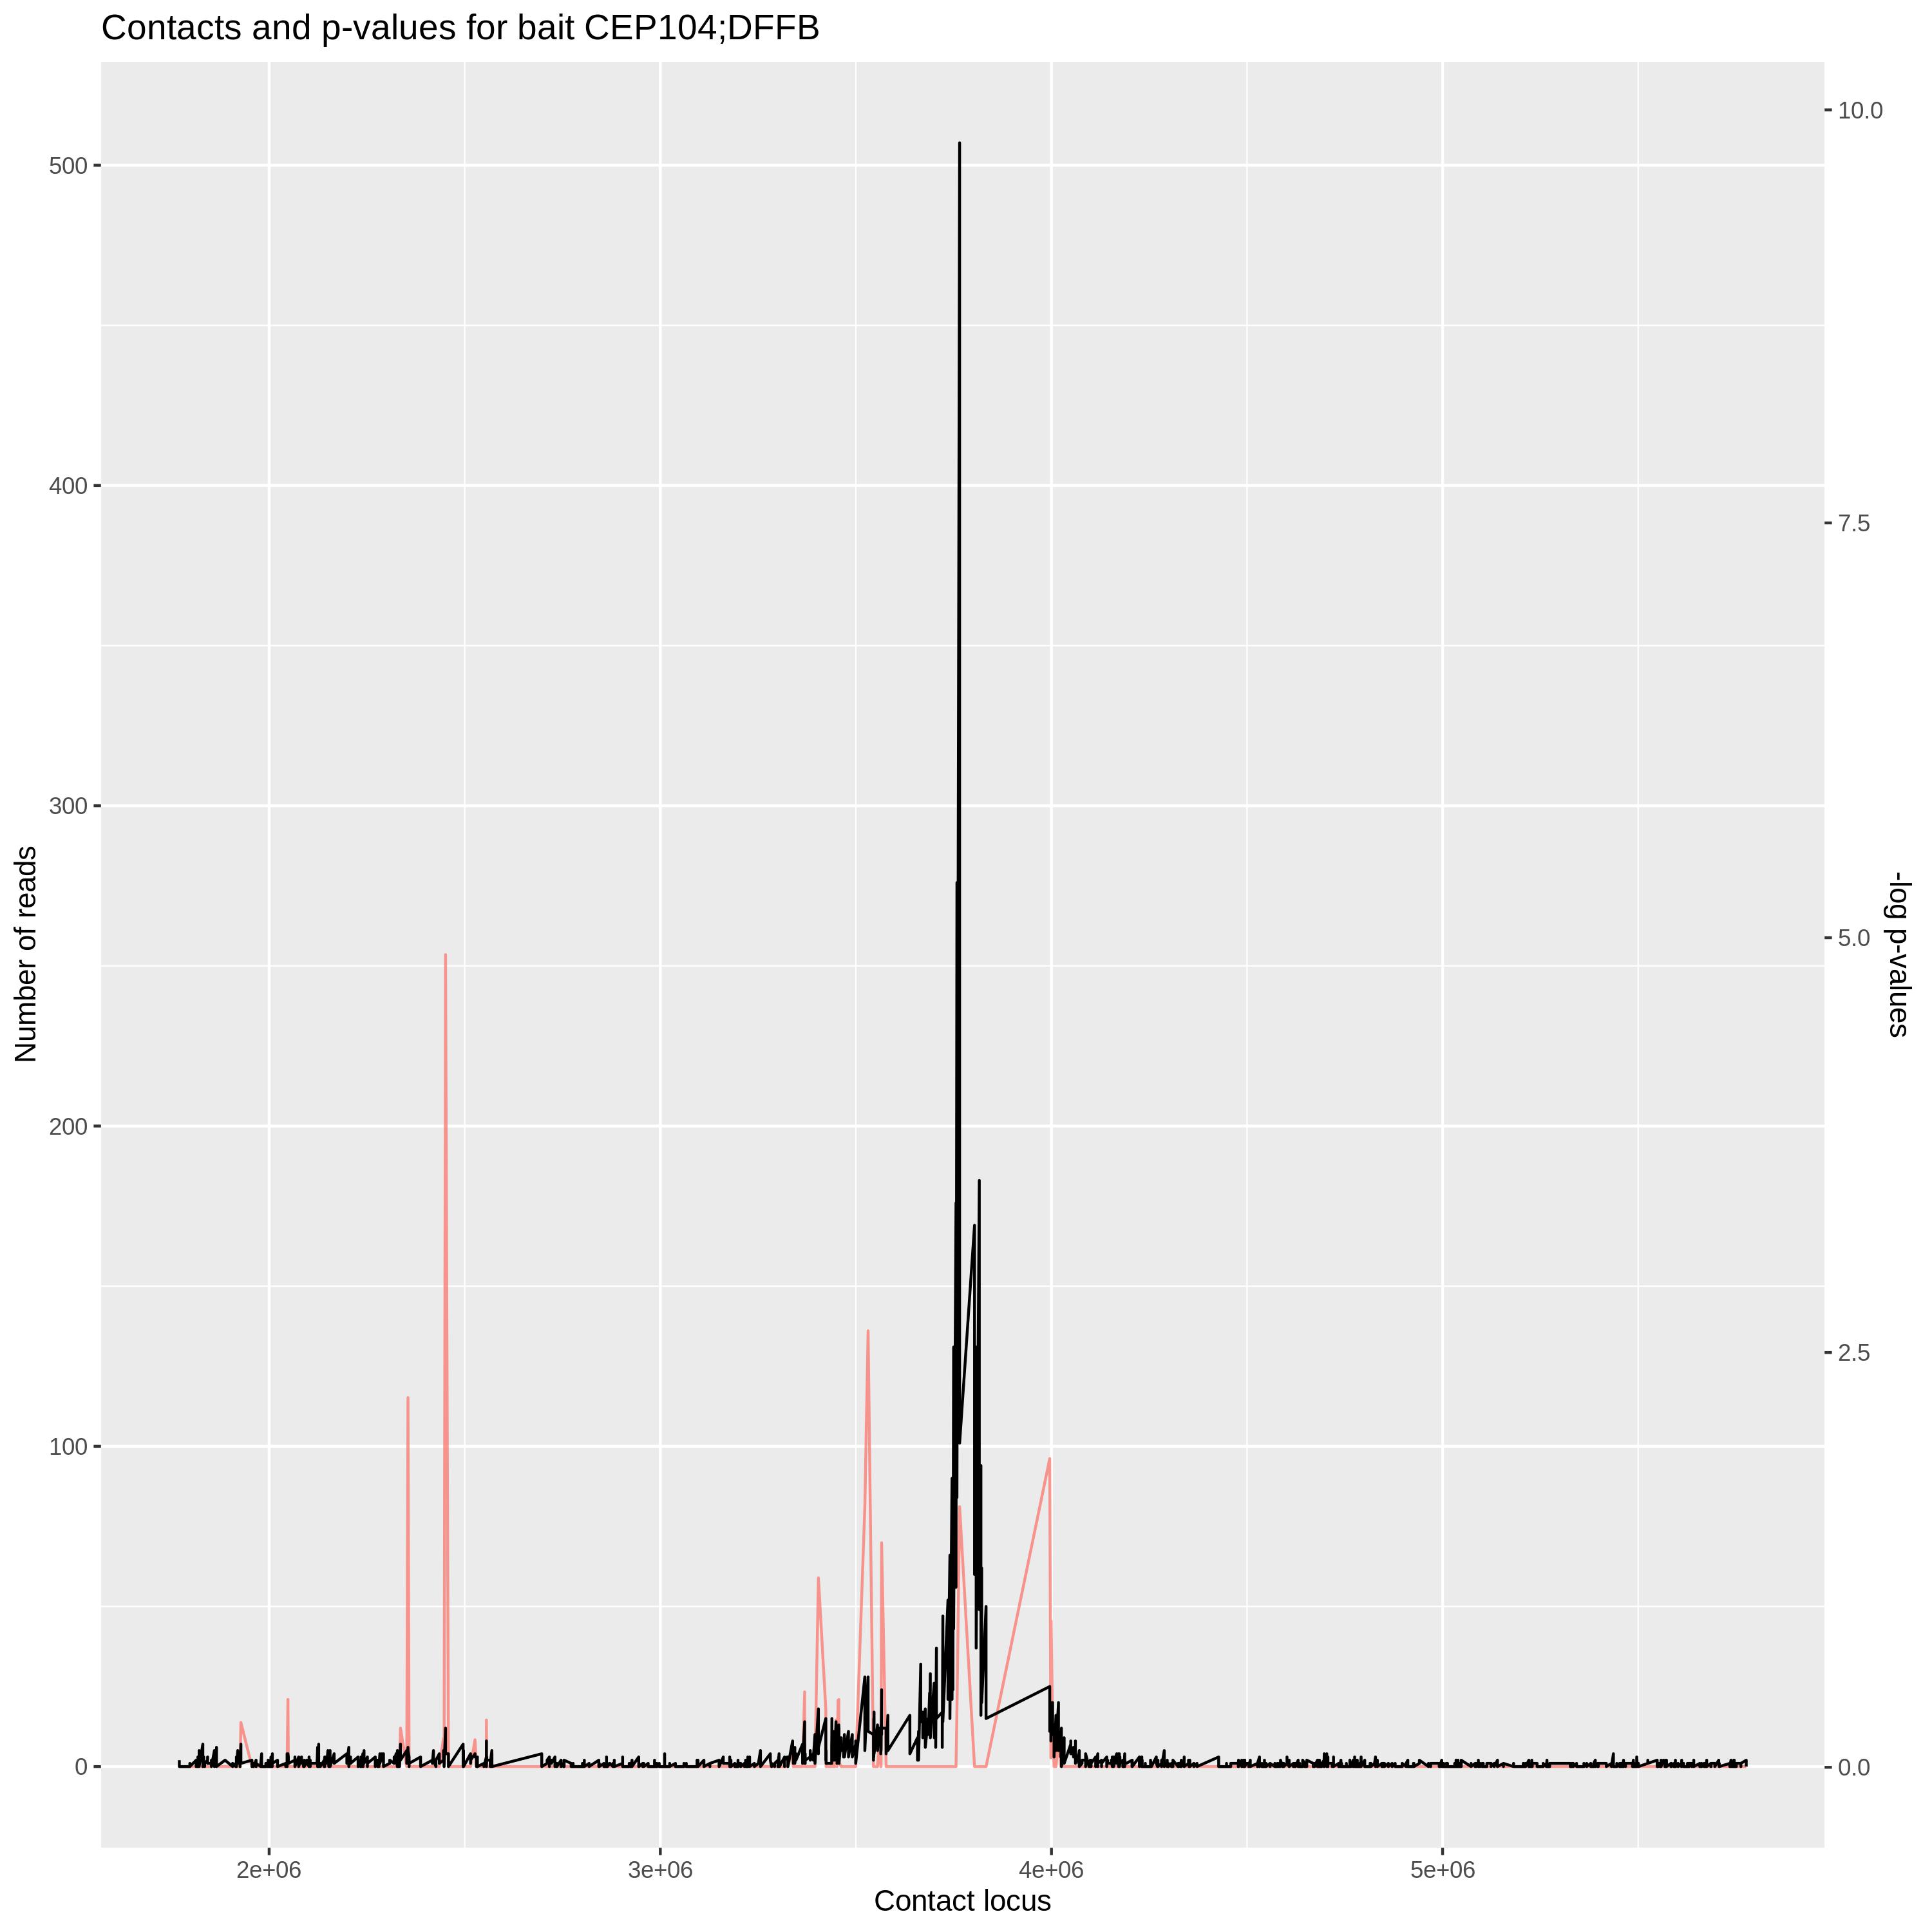 Contacts and p-values for bait CEP104;DFFB
Number of reads
500
400
300
200
100
0
10.0
7.5
5.0
2.5
0.0
-log p-values
2e+06
3e+06
4e+06
5e+06
Contact locus